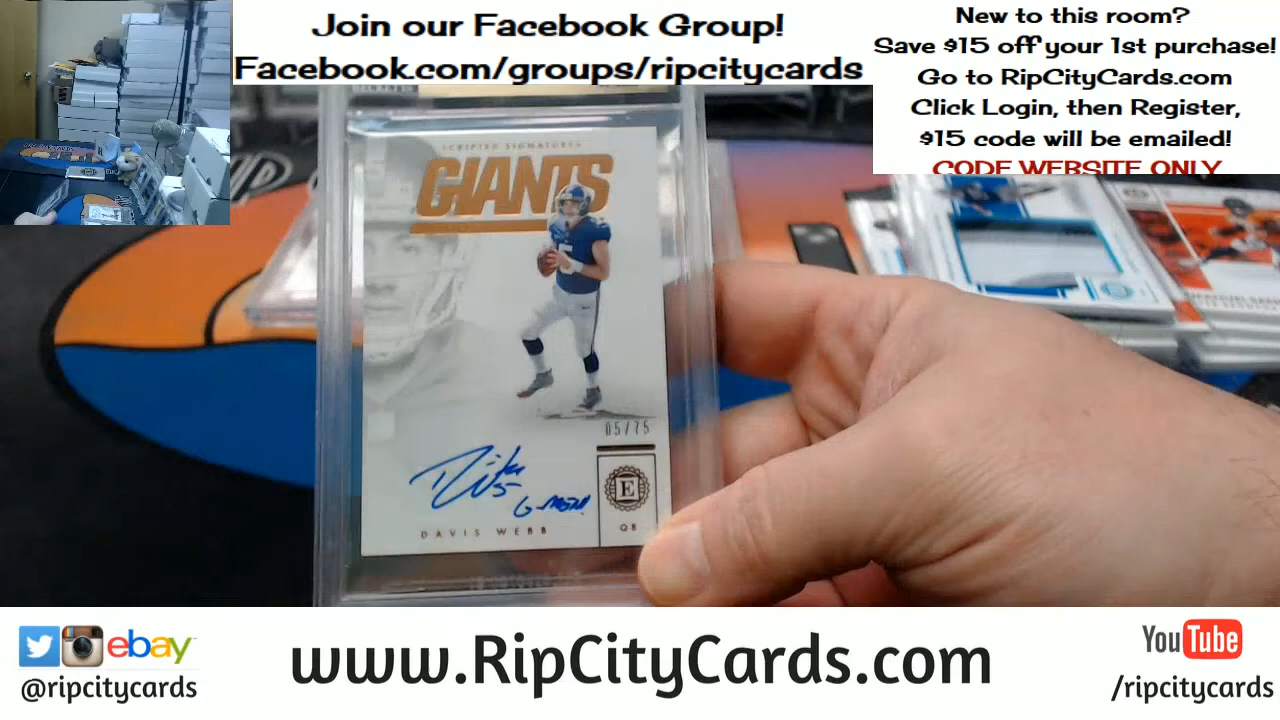 Join our Facebook Group!
Facebook.com/groups/ripcitycards
New to this room?
Save $15 off your 1st purchase!
Go to RipCityCards.com
Click Login, then Register,
$15 code will be emailed!
CODE WEBSITE ONLY
SCRIPTED SIGNATURES
GIANTS
05/75
5
G-MEN!
E
DAVIS WEBB
QB
ebay
@ripcitycards
www.RipCityCards.com
YouTube
/ripcitycards